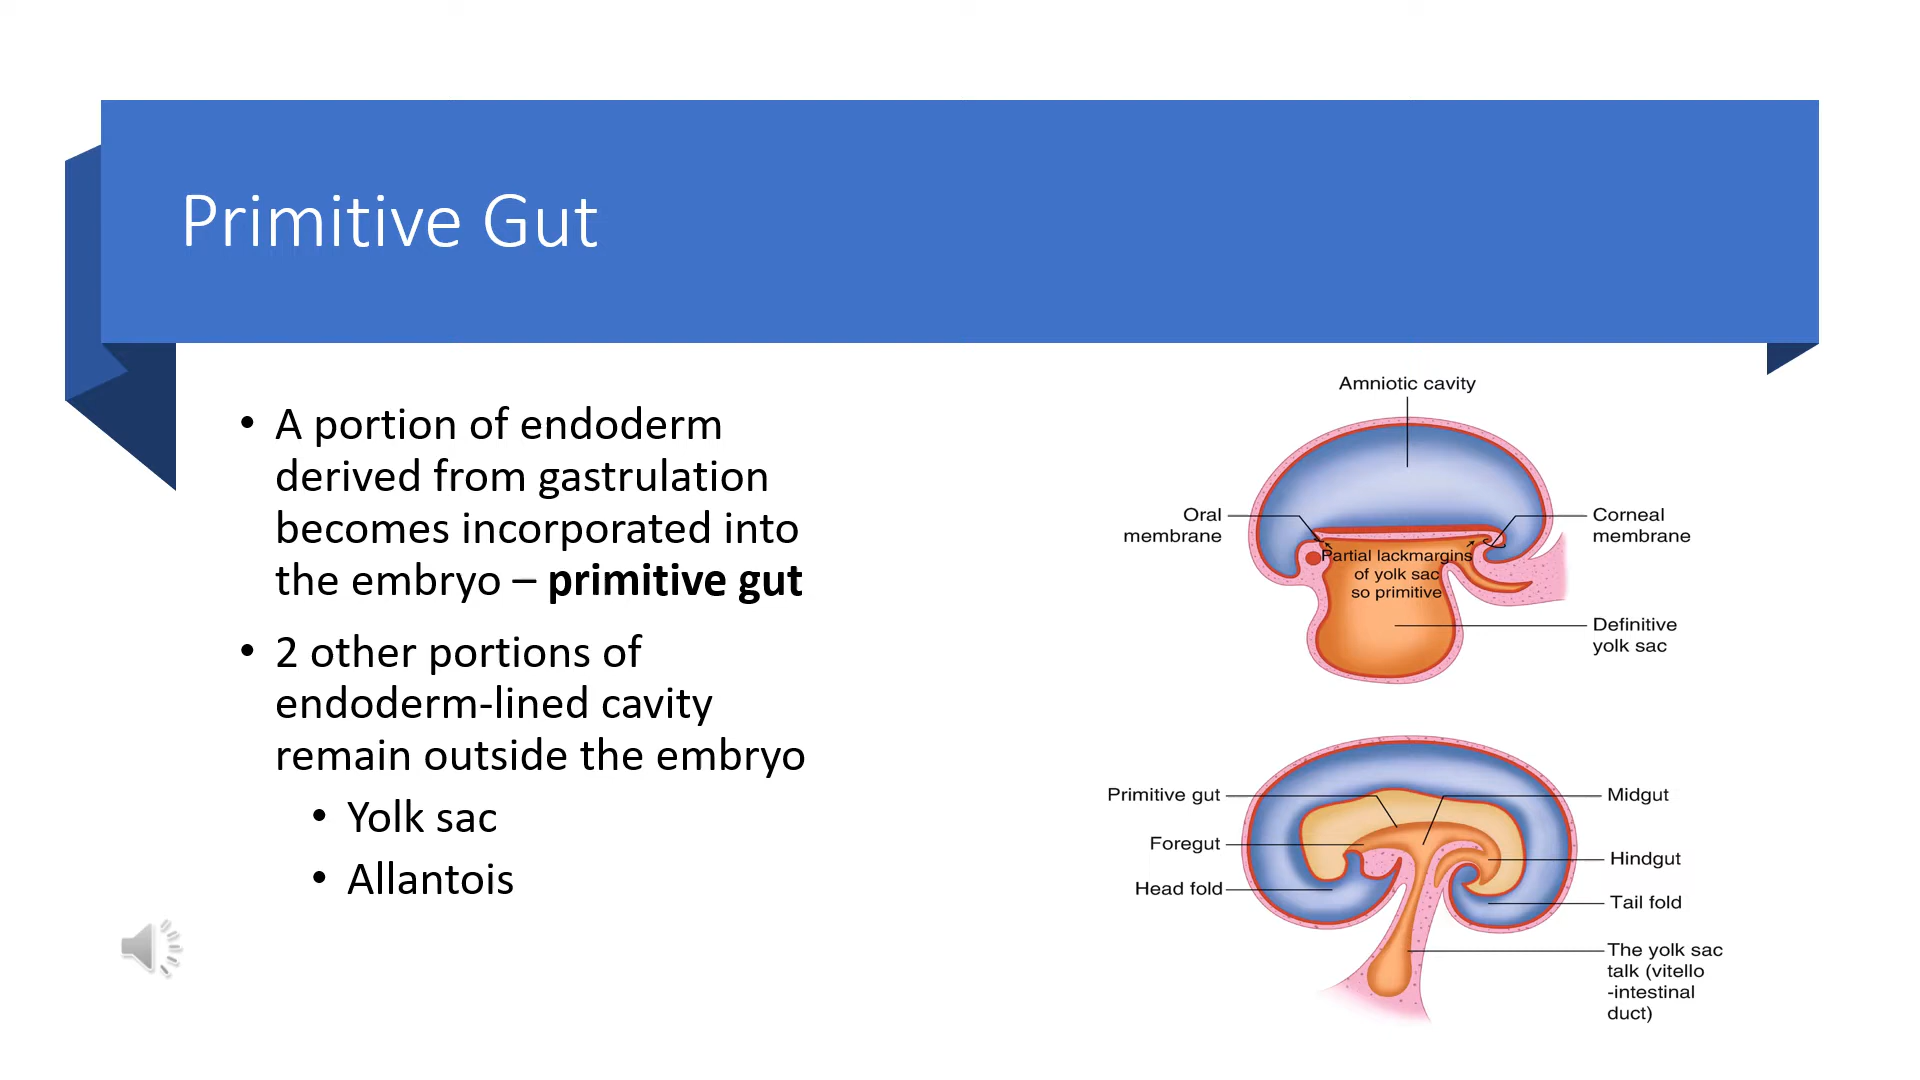 Primitive Gut
• A portion of endoderm
derived from gastrulation
becomes incorporated into
the embryo – primitive gut
• 2 other portions of
endoderm-lined cavity
remain outside the embryo
• Yolk sac
• Allantois
Amniotic cavity
Oral
membrane
Corneal
membrane
Partial lackmargins
of yolk sac
so primitive
Definitive
yolk sac
Primitive gut
Midgut
Foregut
Hindgut
Head fold
Tail fold
The yolk sac
talk (vitello
-intestinal
duct)